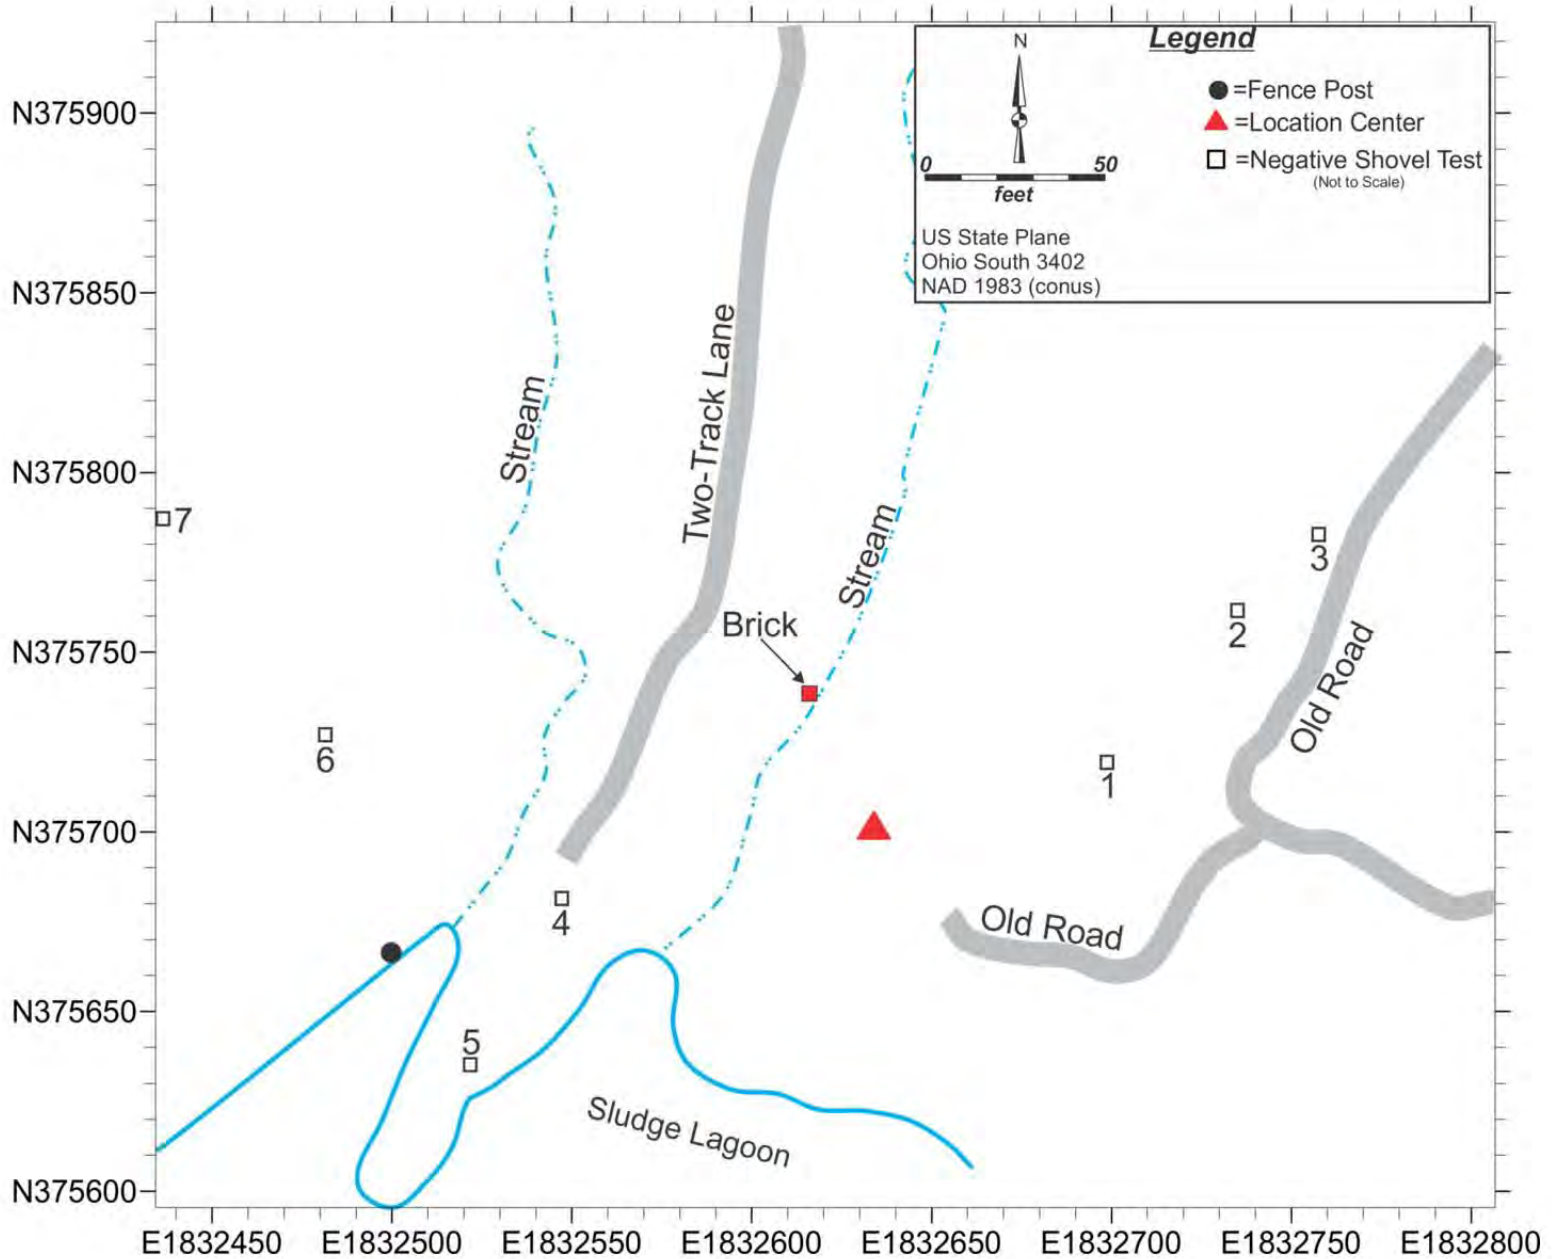 Legend
N
=Fence Post
=Location Center
=Negative Shovel Test
(Not to Scale)
0 50
feet
US State Plane
Ohio South 3402
NAD 1983 (conus)
N375900
N375850
N375800
N375750
N375700
N375650
N375600
Stream
Two-Track Lane
Stream
7
3
2
Brick
Old Road
6
1
4
Old Road
5
Sludge Lagoon
E1832450 E1832500 E1832550 E1832600 E1832650 E1832700 E1832750 E1832800